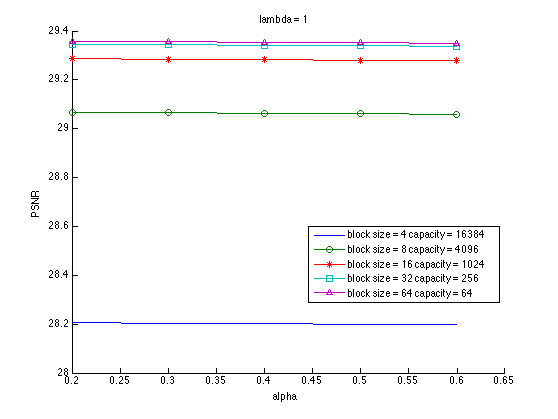 lambda = 1
29.4
29.2
29
28.8
28.6
28.4
28.2
28
PSNR
block size = 4 capacity = 16384
block size = 8 capacity = 4096
block size = 16 capacity = 1024
block size = 32 capacity = 256
block size = 64 capacity = 64
0.2 0.25 0.3 0.35 0.4 0.45 0.5 0.55 0.6 0.65
alpha